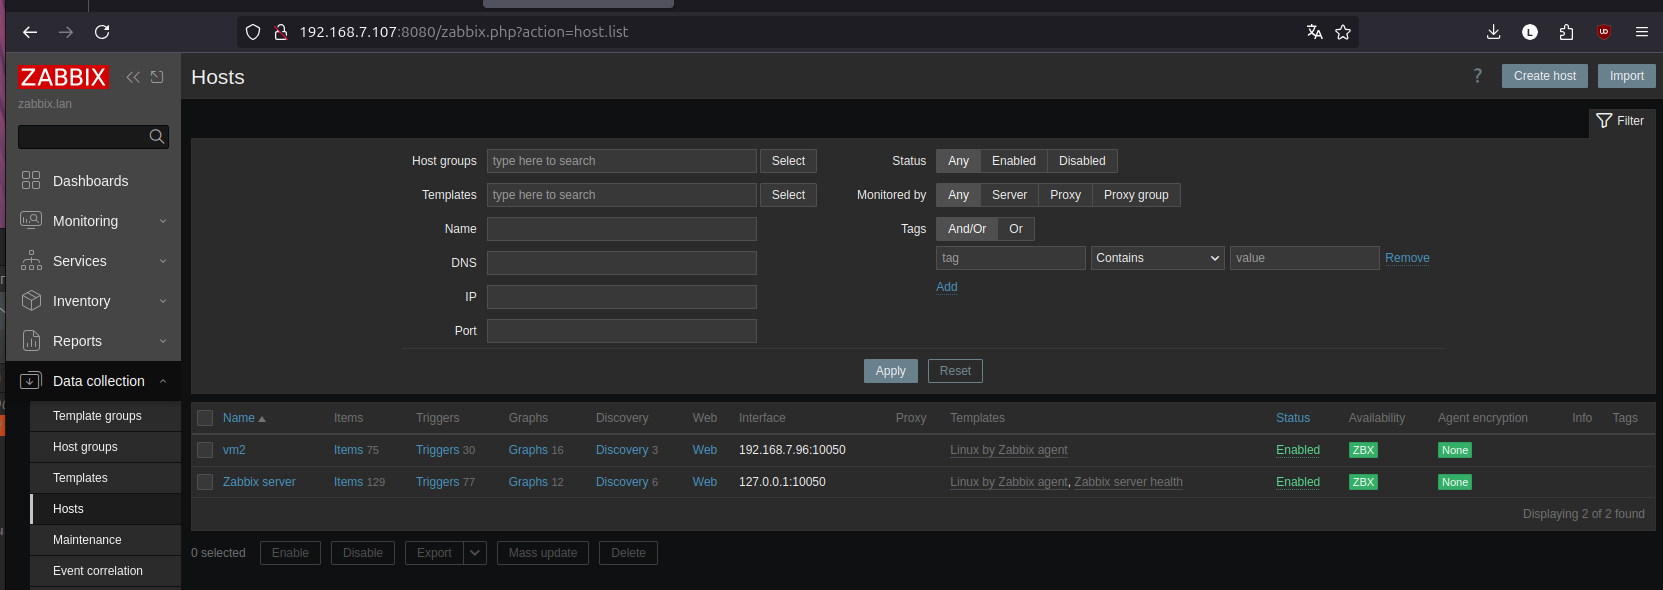 192.168.7.107:8080/zabbix.php?action=host.list
L
UD
ZABBIX
zabbix.lan
Dashboards
Monitoring
Services
Inventory
Reports
Data collection
Template groups
Host groups
Templates
Hosts
Maintenance
Event correlation
Hosts
? Create host Import
Filter
Host groups type here to search Select
Templates type here to search Select
Name
DNS
IP
Port
Status Any Enabled Disabled
Monitored by Any Server Proxy Proxy group
Tags And/Or Or
tag Contains value Remove
Add
Apply Reset
Name Items Triggers Graphs Discovery Web Interface Proxy Templates Status Availability Agent encryption Info Tags
vm2 Items 75 Triggers 30 Graphs 16 Discovery 3 Web 192.168.7.96:10050 Linux by Zabbix agent Enabled ZBX None
Zabbix server Items 129 Triggers 77 Graphs 12 Discovery 6 Web 127.0.0.1:10050 Linux by Zabbix agent, Zabbix server health Enabled ZBX None
Displaying 2 of 2 found
0 selected Enable Disable Export Mass update Delete